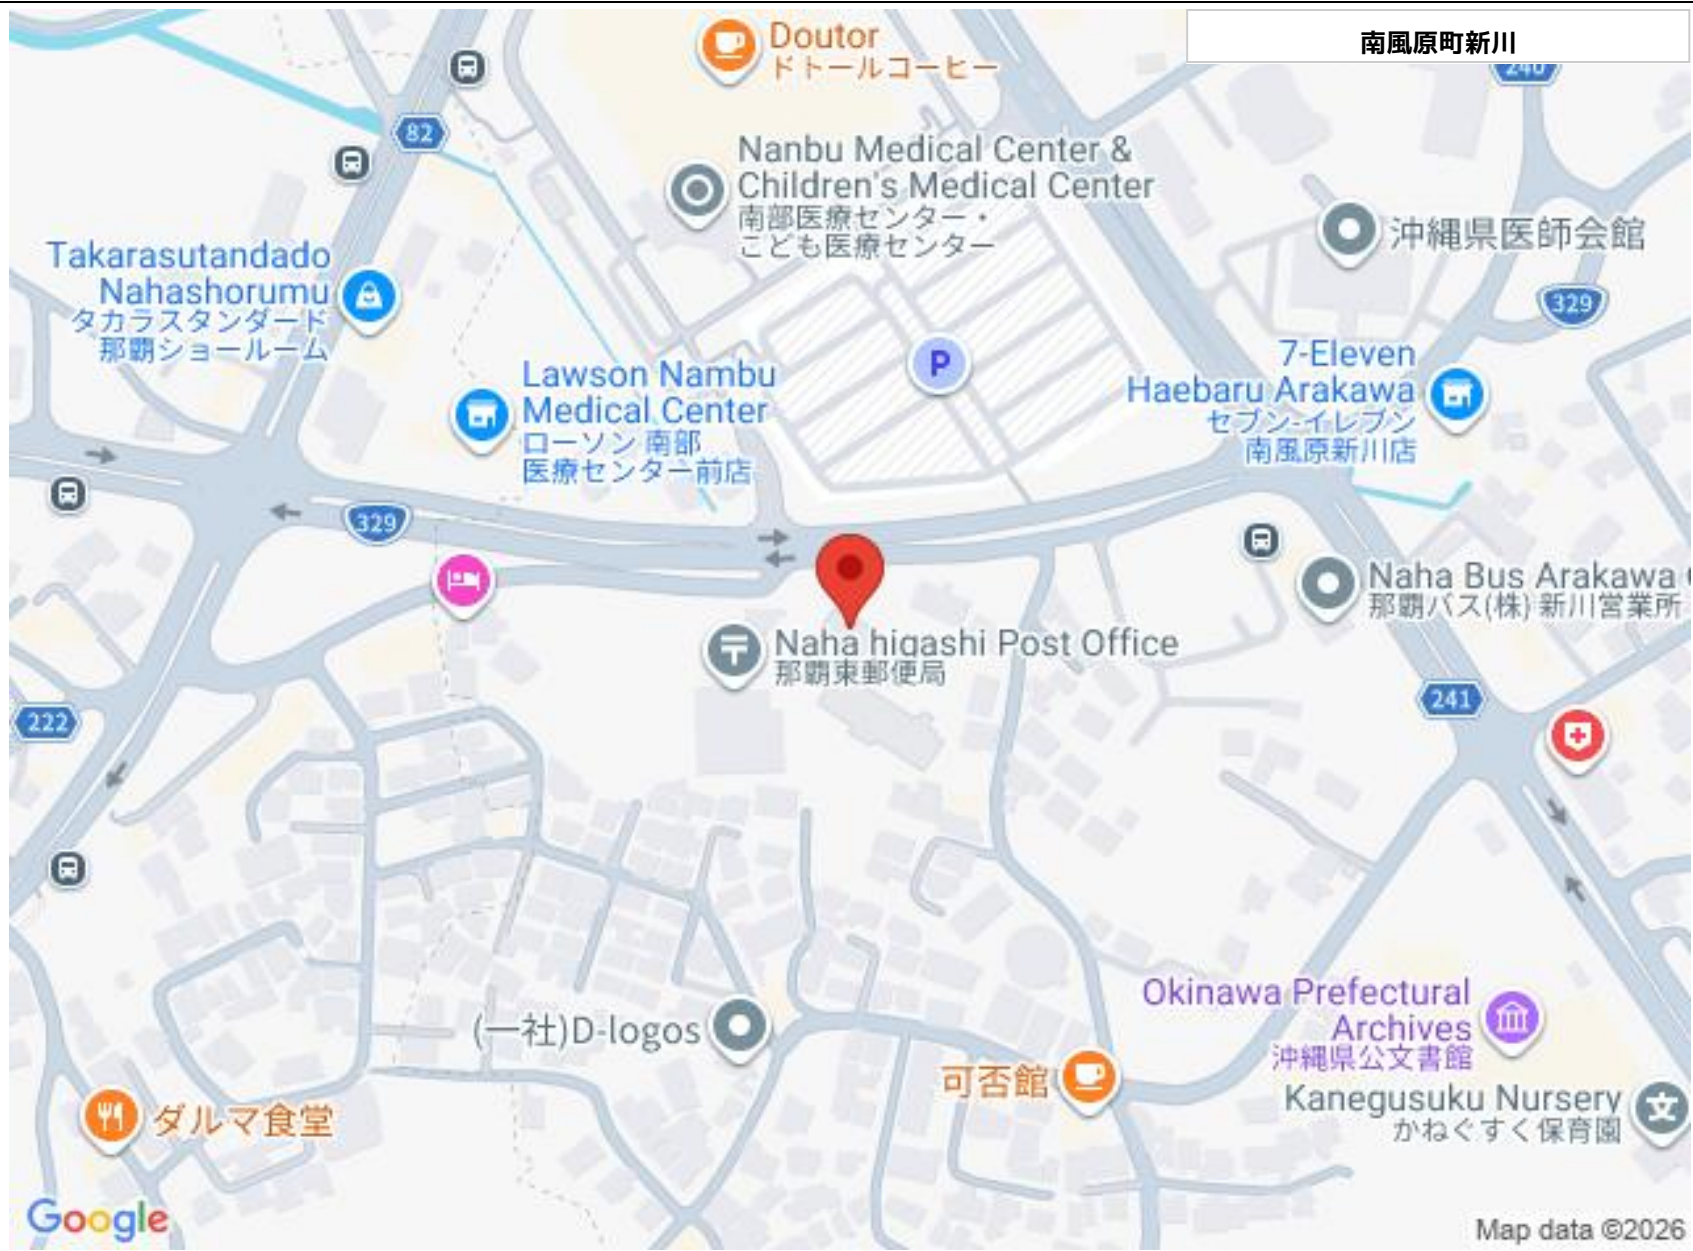 南風原町新川
Doutor
ドトールコーヒー
240
82
Nanbu Medical Center &
Children's Medical Center
南部医療センター・
こども医療センター
沖縄県医師会館
Takarasutandado
Nahashorumu
タカラスタンダード
那覇ショールーム
329
P
7-Eleven
Haebaru Arakawa
セブン-イレブン
南風原新川店
Lawson Nambu
Medical Center
ローソン 南部
医療センター前店
329
Naha Bus Arakawa
那覇バス(株) 新川営業所
Naha higashi Post Office
那覇東郵便局
222
241
Okinawa Prefectural
Archives
沖縄県公文書館
(一社)D-logos
可否館
Kanegusuku Nursery
かねぐすく保育園
文
ダルマ食堂
Google
Map data ©2026